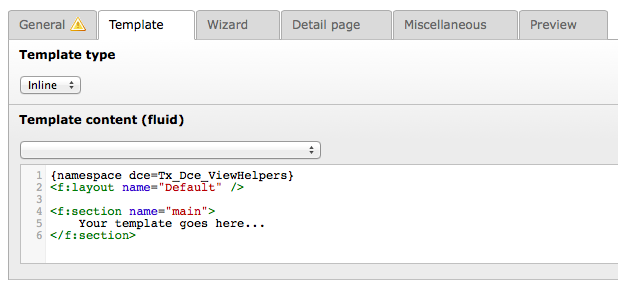 General Template Wizard Detail page Miscellaneous Preview
Template type
Inline
Template content (fluid)
1 {namespace dce=Tx_Dce_ViewHelpers}
2 <f:layout name="Default" />
3
4 <f:section name="main">
5     Your template goes here...
6 </f:section>